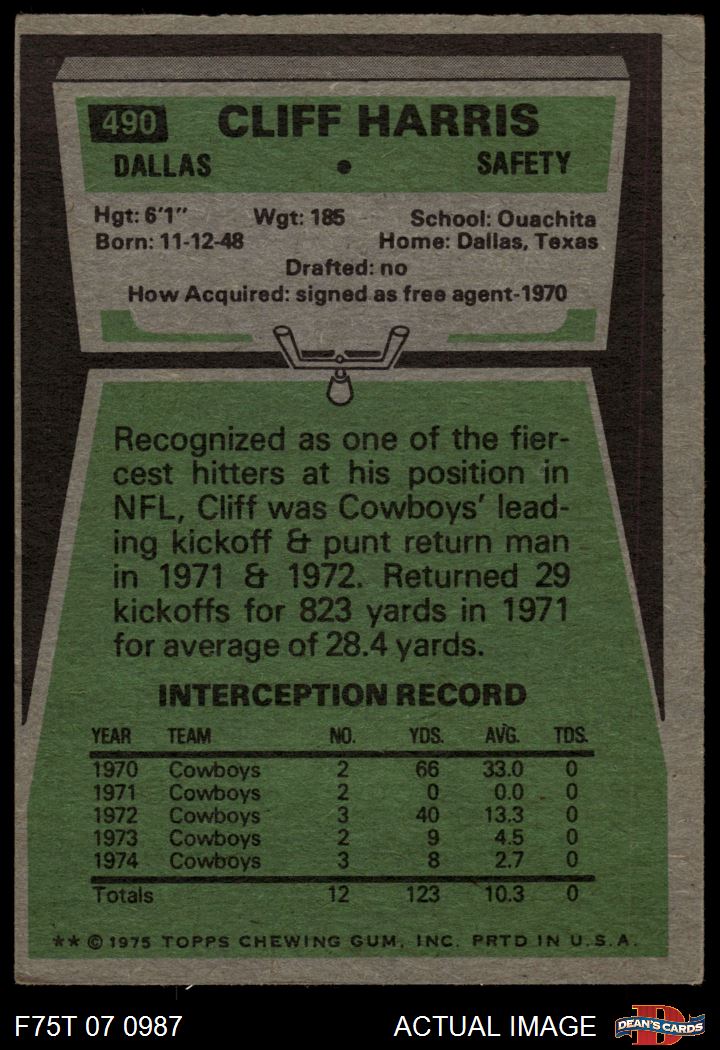 490 CLIFF HARRIS
DALLAS • SAFETY
Hgt: 6'1" Wgt: 185 School: Ouachita
Born: 11-12-48 Home: Dallas, Texas
Drafted: no
How Acquired: signed as free agent-1970
Recognized as one of the fier-
cest hitters at his position in
NFL, Cliff was Cowboys' lead-
ing kickoff & punt return man
in 1971 & 1972. Returned 29
kickoffs for 823 yards in 1971
for average of 28.4 yards.
INTERCEPTION RECORD
YEAR TEAM NO. YDS. AVG. TDS.
1970 Cowboys 2 66 33.0 0
1971 Cowboys 2 0 0.0 0
1972 Cowboys 3 40 13.3 0
1973 Cowboys 2 9 4.5 0
1974 Cowboys 3 8 2.7 0
Totals 12 123 10.3 0
** © 1975 TOPPS CHEWING GUM, INC. PRTD IN U.S.A.
F75T 07 0987 ACTUAL IMAGE D DEAN'S CARDS